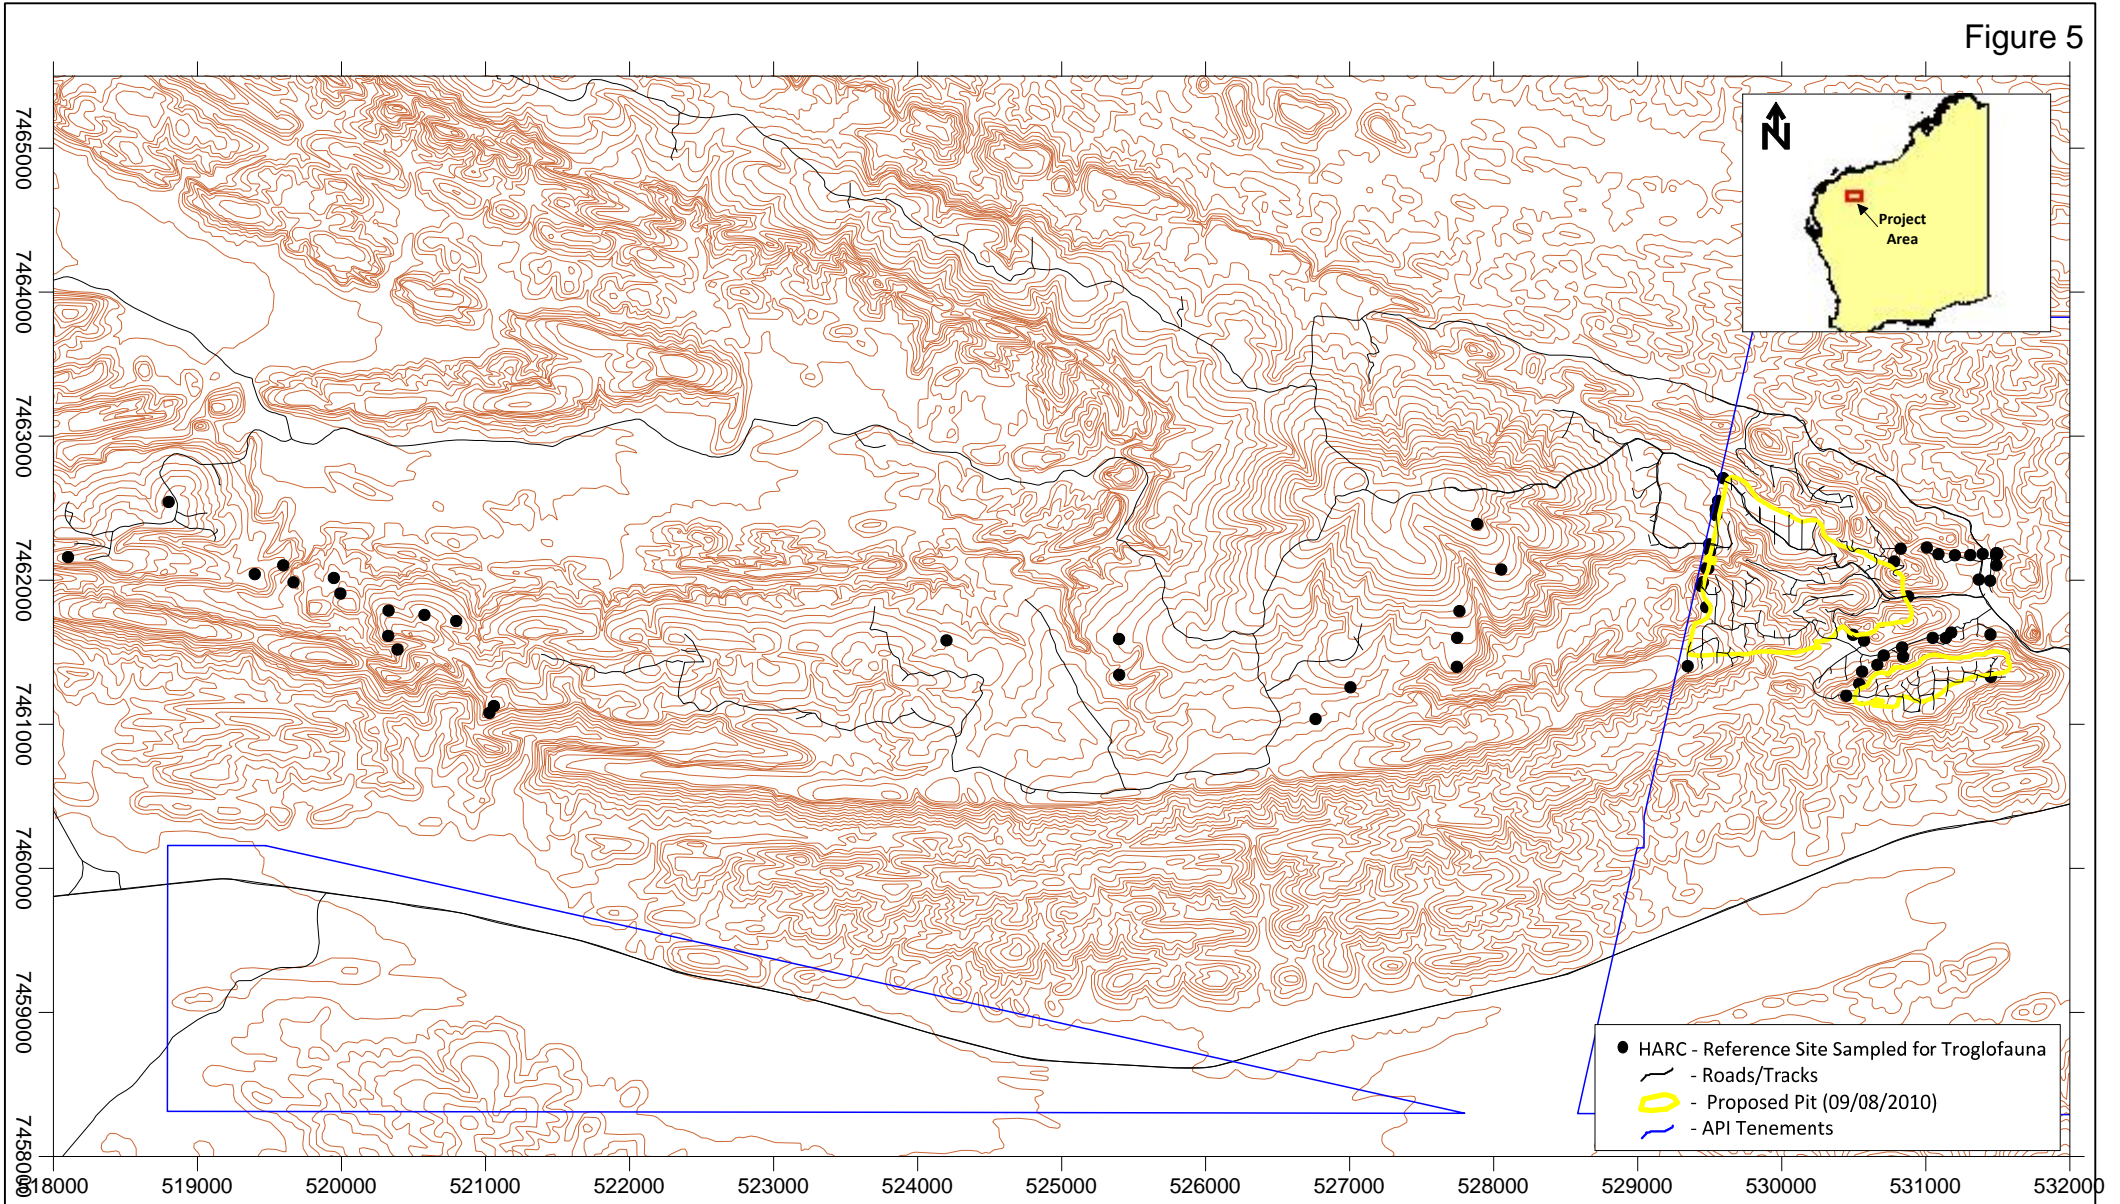 Figure 5
7465000
7464000
7463000
7462000
7461000
7460000
7459000
7458000
N
Project
Area
HARC - Reference Site Sampled for Troglofauna
- Roads/Tracks
- Proposed Pit (09/08/2010)
- API Tenements
518000 519000 520000 521000 522000 523000 524000 525000 526000 527000 528000 529000 530000 531000 532000